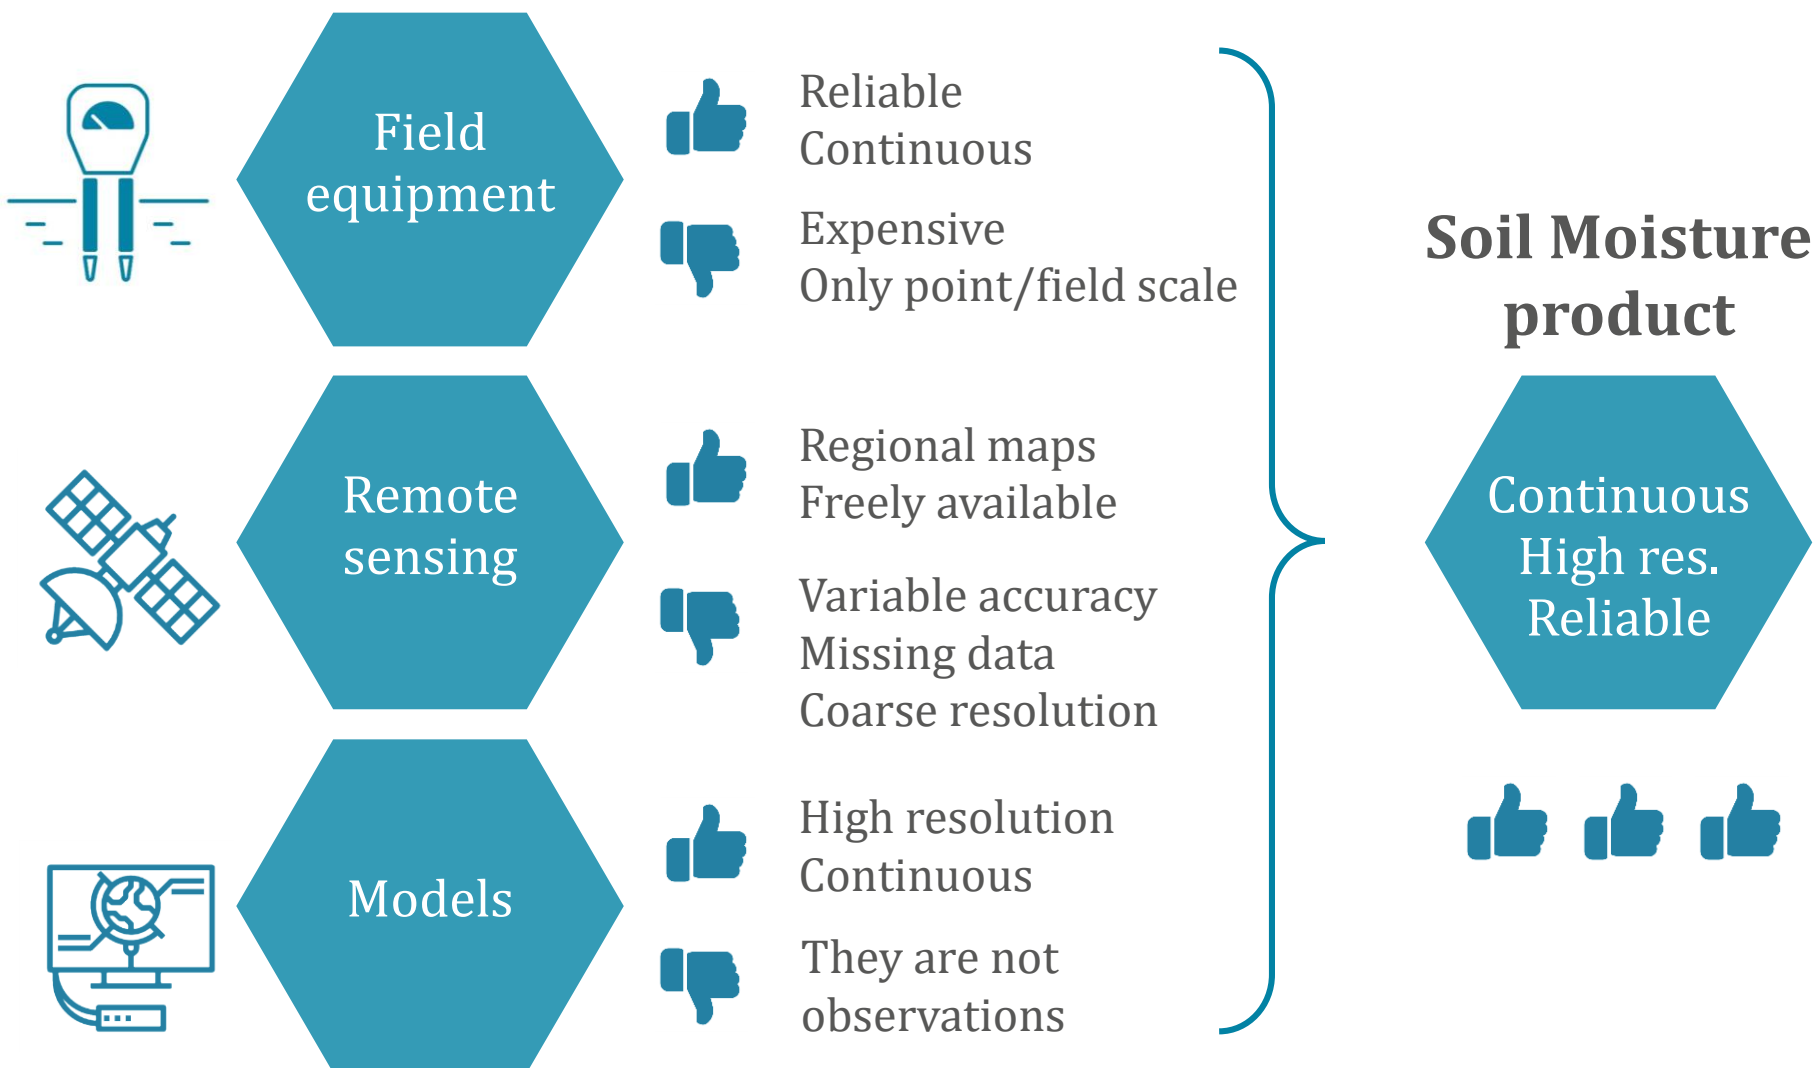 Field
equipment
Reliable
Continuous
Expensive
Only point/field scale
Remote
sensing
Regional maps
Freely available
Variable accuracy
Missing data
Coarse resolution
Models
High resolution
Continuous
They are not
observations
Soil Moisture
product
Continuous
High res.
Reliable